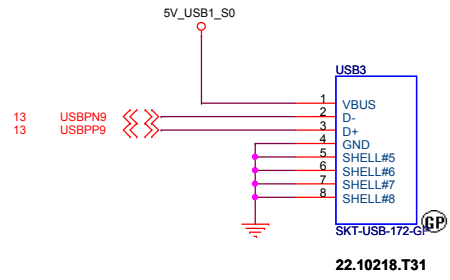 5V_USB1_S0
USB3
1 VBUS
13 USBPN9 2 D-
13 USBPP9 3 D+
4 GND
5 SHELL#5
6 SHELL#6
7 SHELL#7
8 SHELL#8
SKT-USB-172-GP
GP
22.10218.T31